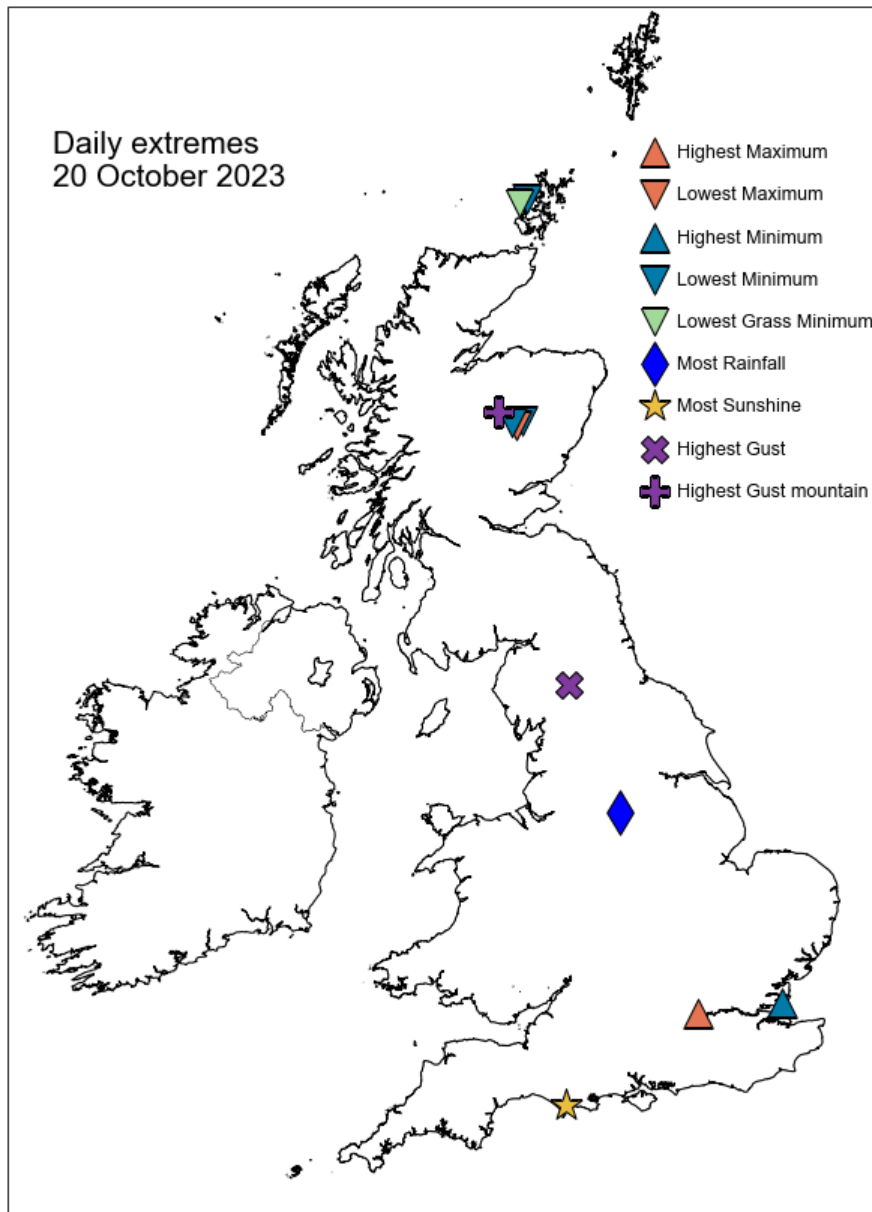 Daily extremes
20 October 2023
Highest Maximum
Lowest Maximum
Highest Minimum
Lowest Minimum
Lowest Grass Minimum
Most Rainfall
Most Sunshine
Highest Gust
Highest Gust mountain